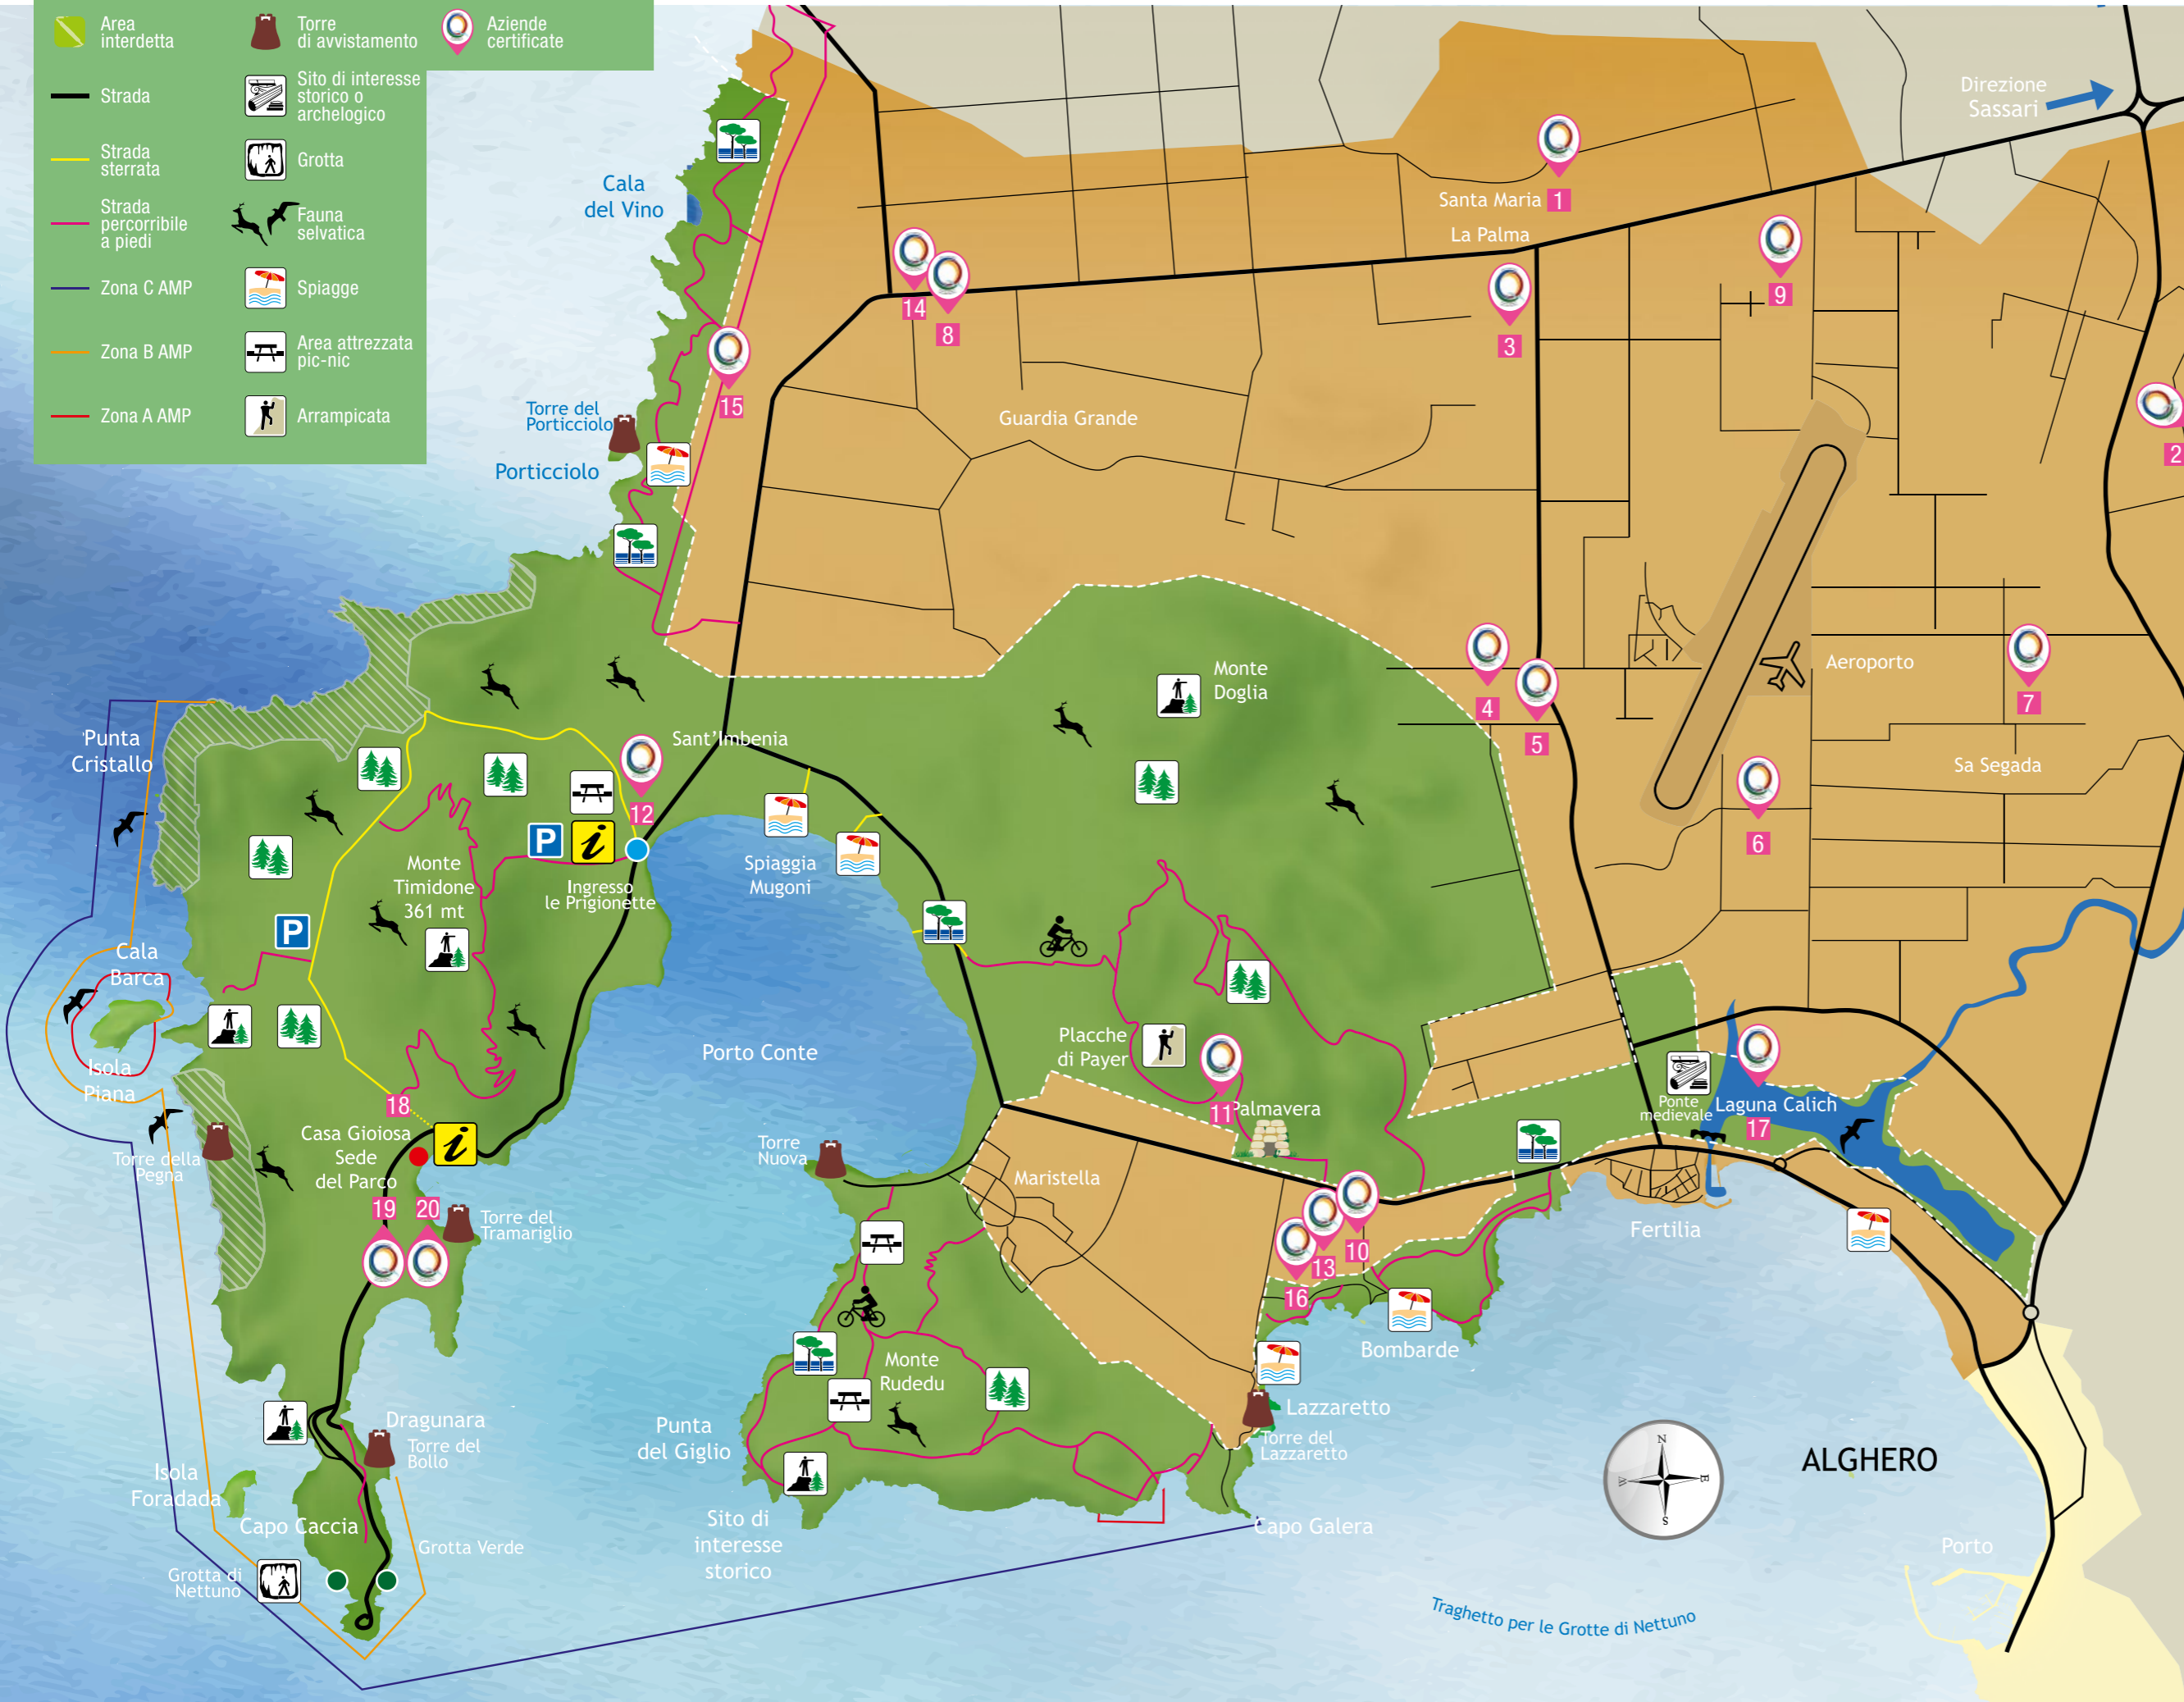 Area
interdetta
Torre
di avvistamento
Aziende
certificate
Strada
Sito di interesse
storico o
archelogico
Strada
sterrata
Grotta
Strada
percorribile
a piedi
Fauna
selvatica
Zona C AMP
Spiagge
Zona B AMP
Area attrezzata
pic-nic
Zona A AMP
Arrampicata
Direzione
Sassari
Cala
del Vino
Santa Maria
1
La Palma
14
8
3
9
15
2
Torre del
Porticciolo
Porticciolo
Guardia Grande
Monte
Doglia
Aeroporto
4
5
7
Punta
Cristallo
Sant'Imbenia
12
Sa Segada
6
P
i
Monte
Timidone
361 mt
Ingresso
le Prigionette
Spiaggia
Mugoni
P
Cala
Barca
Isola
Piana
Porto Conte
Placche
di Payer
11
Palmavera
Ponte
medievale
Laguna Calich
17
18
Casa Gioiosa
Sede
del Parco
i
Torre della
Pegna
19
20
Torre del
Tramariglio
Torre
Nuova
Maristella
10
13
16
Fertilia
Bombarde
Monte
Rudedu
Lazzaretto
Torre del
Lazzaretto
Punta
del Giglio
Dragunara
Torre del
Bollo
Isola
Foradada
Capo Caccia
Grotta Verde
Grotta di
Nettuno
Sito di
interesse
storico
Capo Galera
N
W
E
S
ALGHERO
Porto
Traghetto per le Grotte di Nettuno